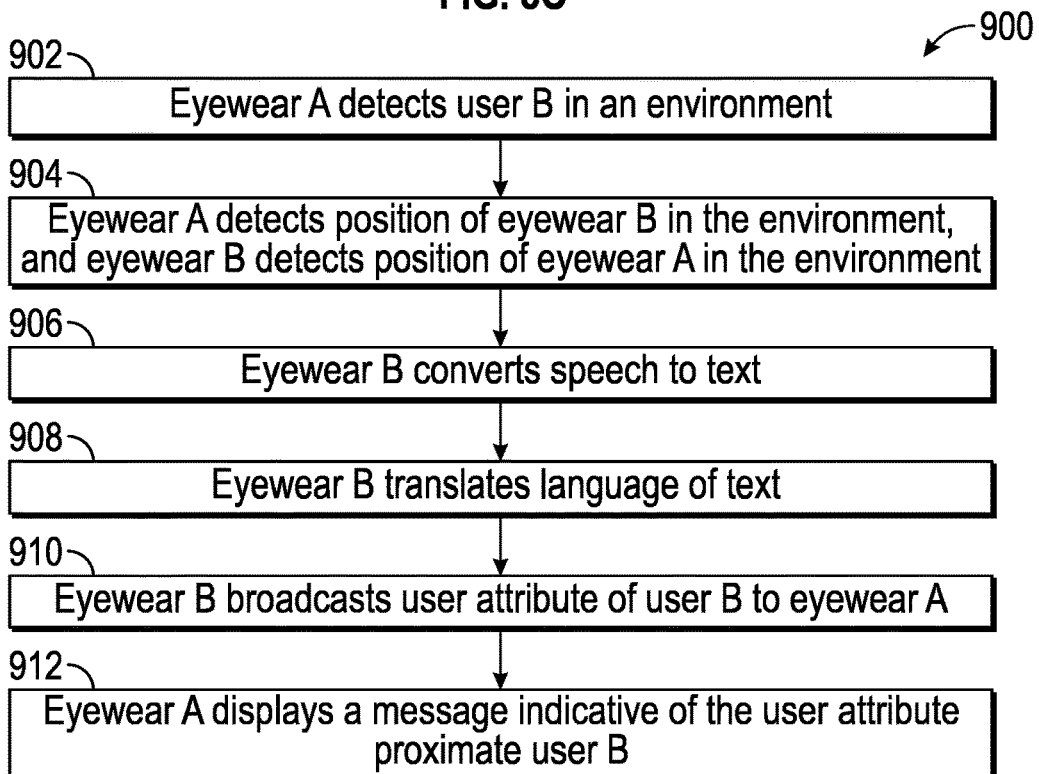 900
902
Eyewear A detects user B in an environment
904
Eyewear A detects position of eyewear B in the environment,
and eyewear B detects position of eyewear A in the environment
906
Eyewear B converts speech to text
908
Eyewear B translates language of text
910
Eyewear B broadcasts user attribute of user B to eyewear A
912
Eyewear A displays a message indicative of the user attribute
proximate user B